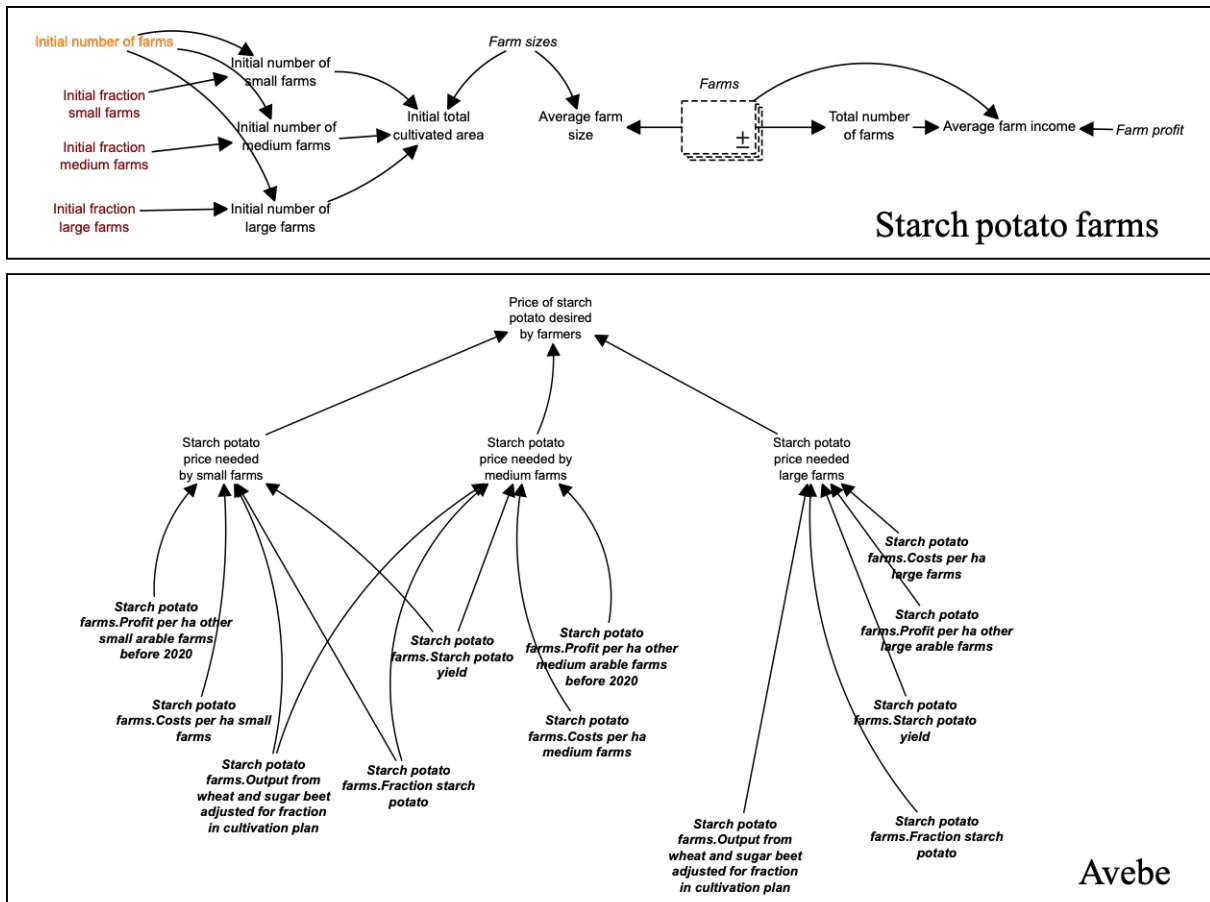 Initial number of farms
Initial number of
small farms
Initial fraction
small farms
Initial number of
medium farms
Initial fraction
medium farms
Initial fraction
large farms
Initial number of
large farms
Initial total
cultivated area
Farm sizes
Average farm
size
Farms
±
Total number
of farms
Average farm income
Farm profit
Starch potato farms
Price of starch
potato desired
by farmers
Starch potato
price needed
by small farms
Starch potato
price needed by
medium farms
Starch potato
price needed
large farms
Starch potato
farms.Profit per ha other
small arable farms
before 2020
Starch potato
farms.Costs per ha small
farms
Starch potato
farms.Output from
wheat and sugar beet
adjusted for fraction
in cultivation plan
Starch potato
farms.Fraction starch
potato
Starch potato
farms.Starch potato
yield
Starch potato
farms.Profit per ha other
medium arable farms
before 2020
Starch potato
farms.Costs per ha
medium farms
Starch potato
farms.Costs per ha
large farms
Starch potato
farms.Profit per ha other
large arable farms
Starch potato
farms.Starch potato
yield
Starch potato
farms.Output from
wheat and sugar beet
adjusted for fraction
in cultivation plan
Starch potato
farms.Fraction starch
potato
Avebe